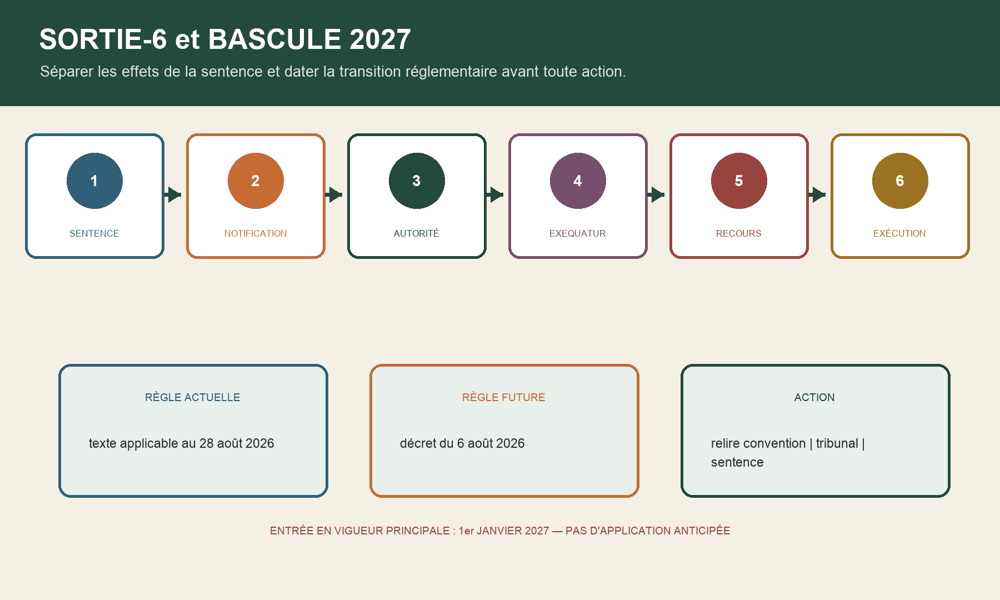 SORTIE-6 et BASCULE 2027
Séparer les effets de la sentence et dater la transition réglementaire avant toute action.
1
SENTENCE
2
NOTIFICATION
3
AUTORITÉ
4
EXEQUATUR
5
RECOURS
6
EXÉCUTION
RÈGLE ACTUELLE
texte applicable au 28 août 2026
RÈGLE FUTURE
décret du 6 août 2026
ACTION
relire convention | tribunal |
sentence
ENTRÉE EN VIGUEUR PRINCIPALE : 1er JANVIER 2027 — PAS D'APPLICATION ANTICIPÉE